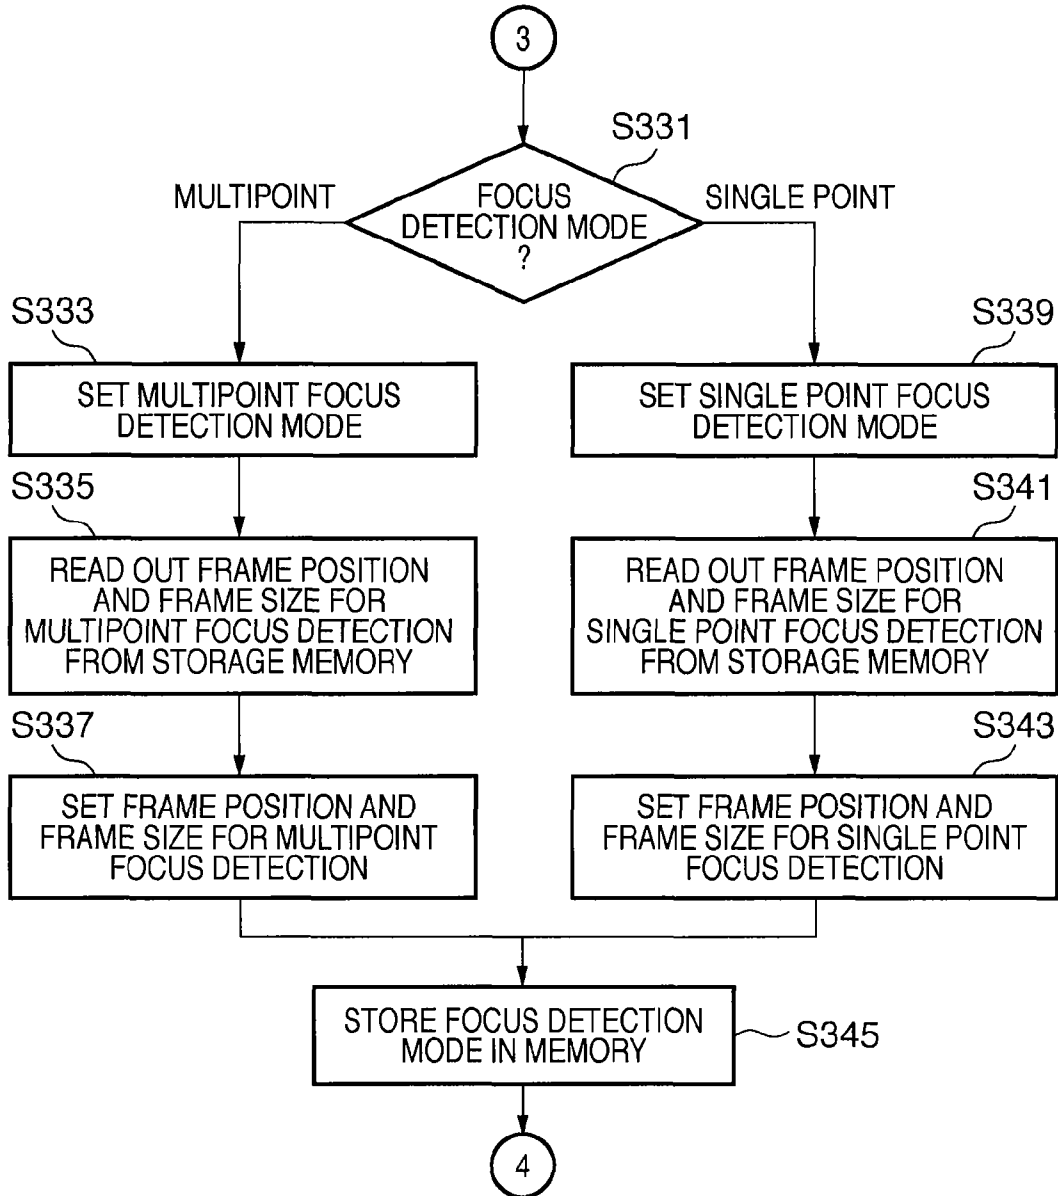 3
S331
MULTIPOINT
FOCUS
DETECTION MODE
?
SINGLE POINT
S333
SET MULTIPOINT FOCUS
DETECTION MODE
S339
SET SINGLE POINT FOCUS
DETECTION MODE
S335
READ OUT FRAME POSITION
AND FRAME SIZE FOR
MULTIPOINT FOCUS DETECTION
FROM STORAGE MEMORY
S341
READ OUT FRAME POSITION
AND FRAME SIZE FOR
SINGLE POINT FOCUS DETECTION
FROM STORAGE MEMORY
S337
SET FRAME POSITION AND
FRAME SIZE FOR MULTIPOINT
FOCUS DETECTION
S343
SET FRAME POSITION AND
FRAME SIZE FOR SINGLE POINT
FOCUS DETECTION
STORE FOCUS DETECTION
MODE IN MEMORY
S345
4